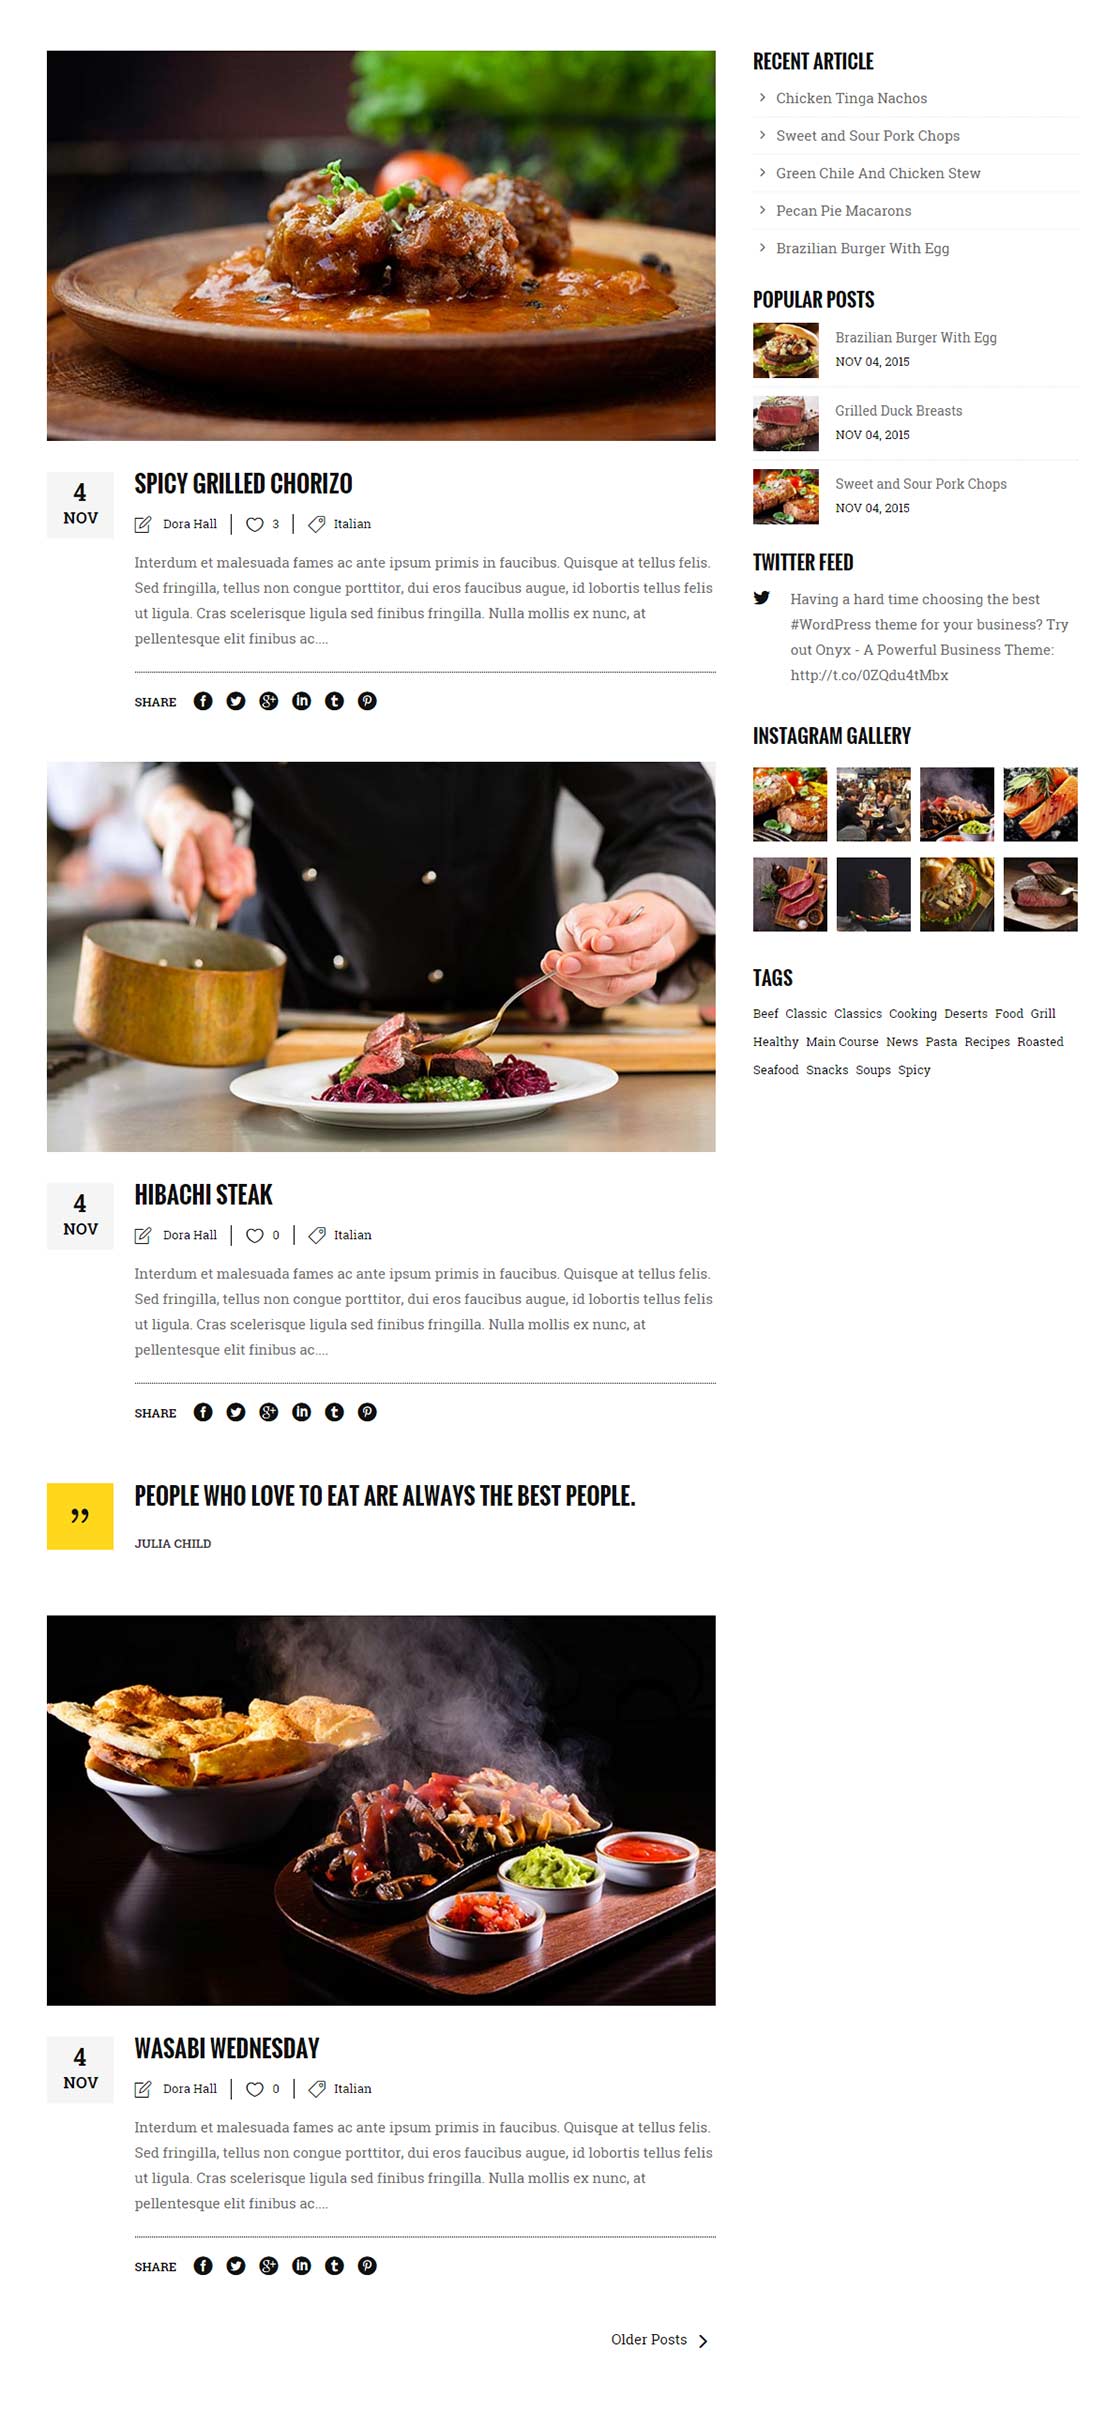 4
NOV
SPICY GRILLED CHORIZO
Dora Hall
3
Italian
Interdum et malesuada fames ac ante ipsum primis in faucibus. Quisque at tellus felis.
Sed fringilla, tellus non congue porttitor, dui eros faucibus augue, id lobortis tellus felis
ut ligula. Cras scelerisque ligula sed finibus fringilla. Nulla mollis ex nunc, at
pellentesque elit finibus ac....
SHARE
4
NOV
HIBACHI STEAK
Dora Hall
0
Italian
Interdum et malesuada fames ac ante ipsum primis in faucibus. Quisque at tellus felis.
Sed fringilla, tellus non congue porttitor, dui eros faucibus augue, id lobortis tellus felis
ut ligula. Cras scelerisque ligula sed finibus fringilla. Nulla mollis ex nunc, at
pellentesque elit finibus ac....
SHARE
”
PEOPLE WHO LOVE TO EAT ARE ALWAYS THE BEST PEOPLE.
JULIA CHILD
4
NOV
WASABI WEDNESDAY
Dora Hall
0
Italian
Interdum et malesuada fames ac ante ipsum primis in faucibus. Quisque at tellus felis.
Sed fringilla, tellus non congue porttitor, dui eros faucibus augue, id lobortis tellus felis
ut ligula. Cras scelerisque ligula sed finibus fringilla. Nulla mollis ex nunc, at
pellentesque elit finibus ac....
SHARE
Older Posts
RECENT ARTICLE
Chicken Tinga Nachos
Sweet and Sour Pork Chops
Green Chile And Chicken Stew
Pecan Pie Macarons
Brazilian Burger With Egg
POPULAR POSTS
Brazilian Burger With Egg
NOV 04, 2015
Grilled Duck Breasts
NOV 04, 2015
Sweet and Sour Pork Chops
NOV 04, 2015
TWITTER FEED
Having a hard time choosing the best
#WordPress theme for your business? Try
out Onyx - A Powerful Business Theme:
http://t.co/0ZQdu4tMbx
INSTAGRAM GALLERY
TAGS
Beef Classic Classics Cooking Deserts Food Grill
Healthy Main Course News Pasta Recipes Roasted
Seafood Snacks Soups Spicy